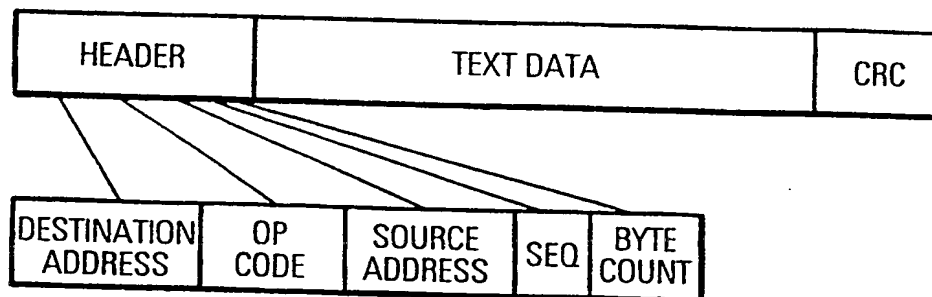 HEADER
TEXT DATA
CRC
DESTINATION
ADDRESS
OP
CODE
SOURCE
ADDRESS
SEQ
BYTE
COUNT